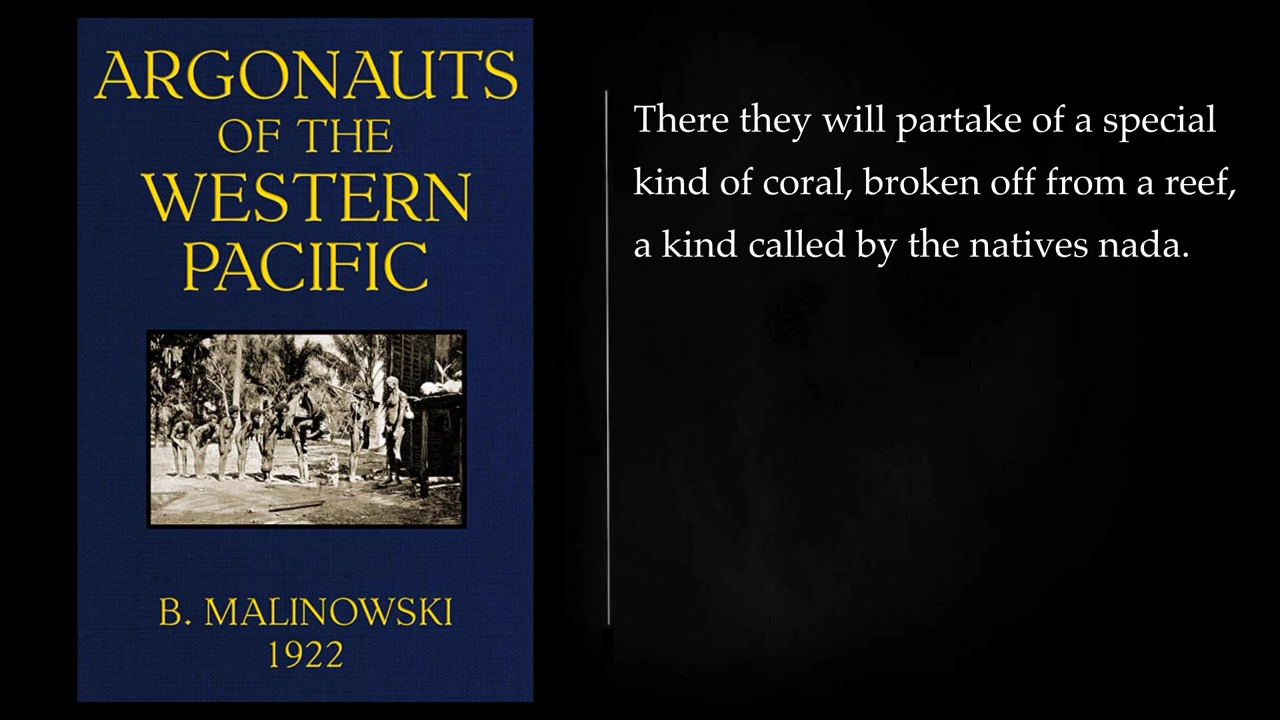 ARGONAUTS
OF THE
WESTERN
PACIFIC
B. MALINOWSKI
1922
There they will partake of a special
kind of coral, broken off from a reef,
a kind called by the natives nada.